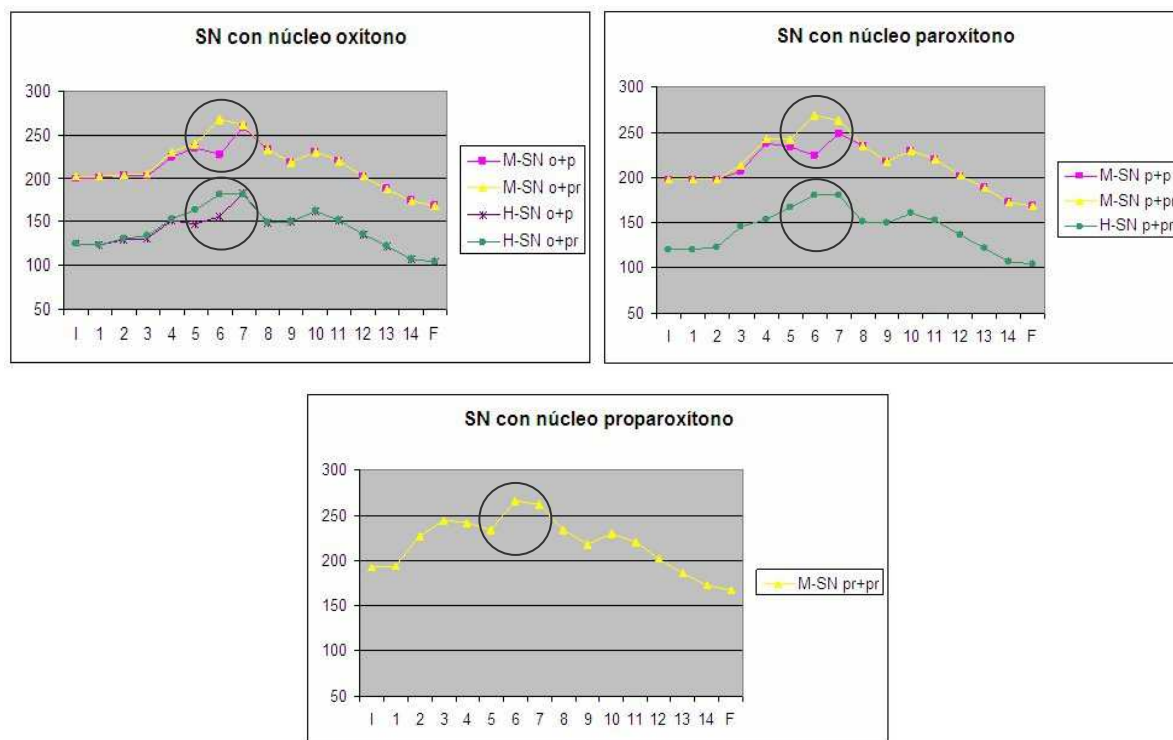 SN con núcleo oxítono
300
250
200
150
100
50
I 1 2 3 4 5 6 7 8 9 10 11 12 13 14 F
M-SN o+p
M-SN o+pr
H-SN o+p
H-SN o+pr
SN con núcleo paroxítono
300
250
200
150
100
50
I 1 2 3 4 5 6 7 8 9 10 11 12 13 14 F
M-SN p+p
M-SN p+pr
H-SN p+pr
SN con núcleo proparoxítono
300
250
200
150
100
50
I 1 2 3 4 5 6 7 8 9 10 11 12 13 14 F
M-SN pr+pr